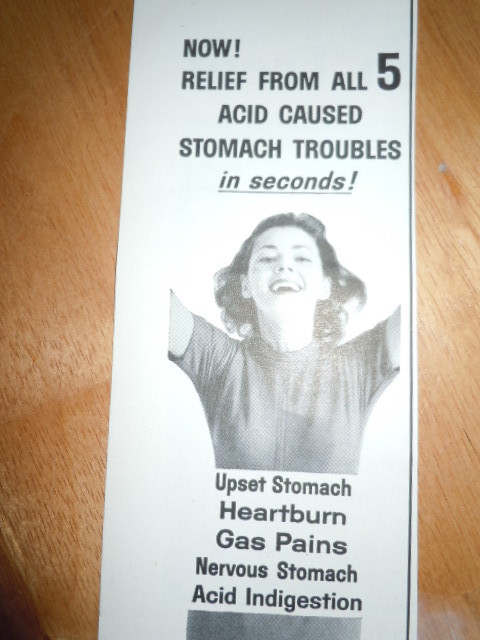 NOW!
RELIEF FROM ALL 5
ACID CAUSED
STOMACH TROUBLES
in seconds!
Upset Stomach
Heartburn
Gas Pains
Nervous Stomach
Acid Indigestion